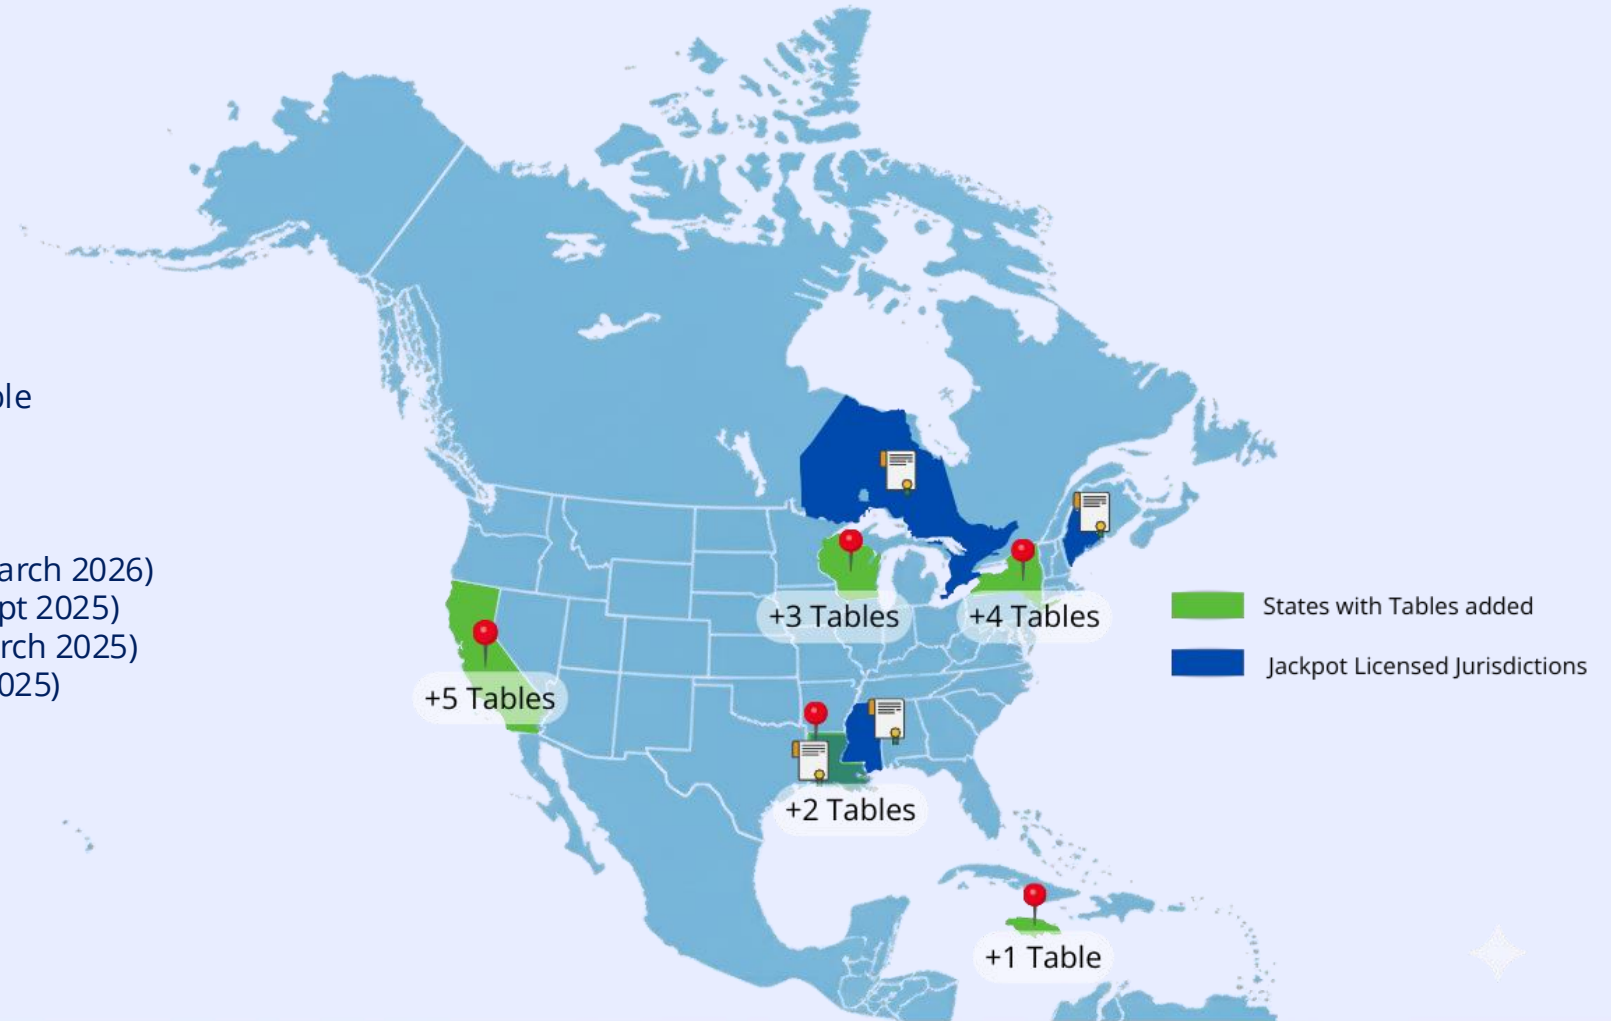 ole
arch 2026)
pt 2025)
rch 2025)
025)
+3 Tables
+4 Tables
States with Tables added
Jackpot Licensed Jurisdictions
+5 Tables
+2 Tables
+1 Table